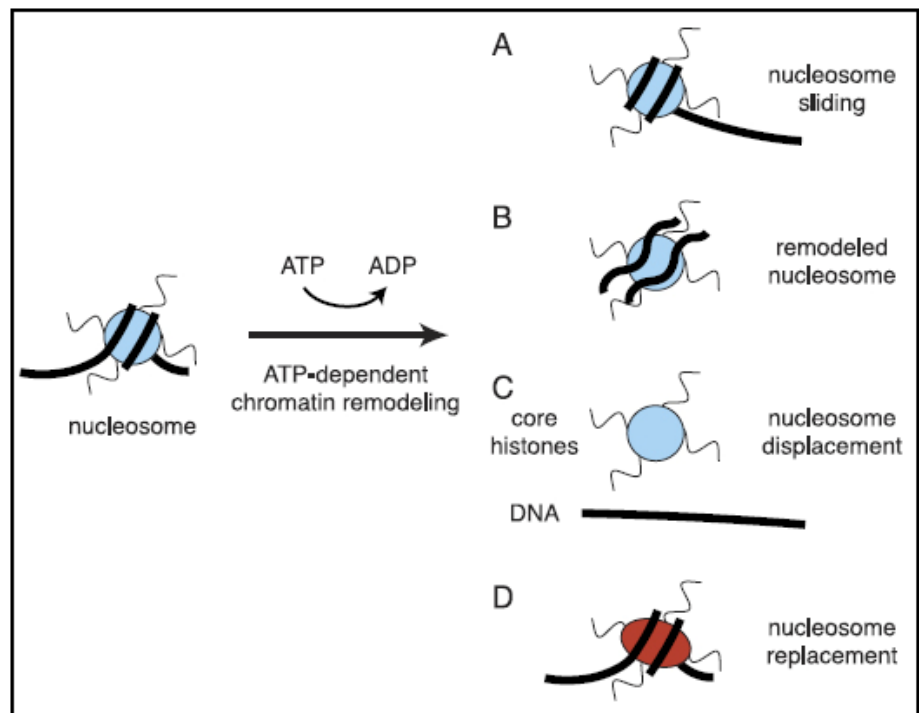 nucleosome
ATP ADP
ATP-dependent
chromatin remodeling
A
nucleosome
sliding
B
remodeled
nucleosome
C
core
histones
nucleosome
displacement
DNA
D
nucleosome
replacement